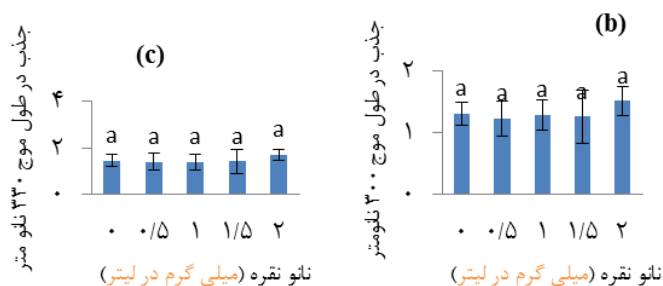 (c)
جذب در طول موج ۳۳۰ نانو متر
۴
۲
۰
a a a a a
۰ ۰/۵ ۱ ۱/۵ ۲
نانو نقره (میلی گرم در لیتر)
(b)
جذب در طول موج ۳۰۰ نانومتر
۲
۱
۰
a a a a a
۰ ۰/۵ ۱ ۱/۵ ۲
نانو نقره (میلی گرم در لیتر)